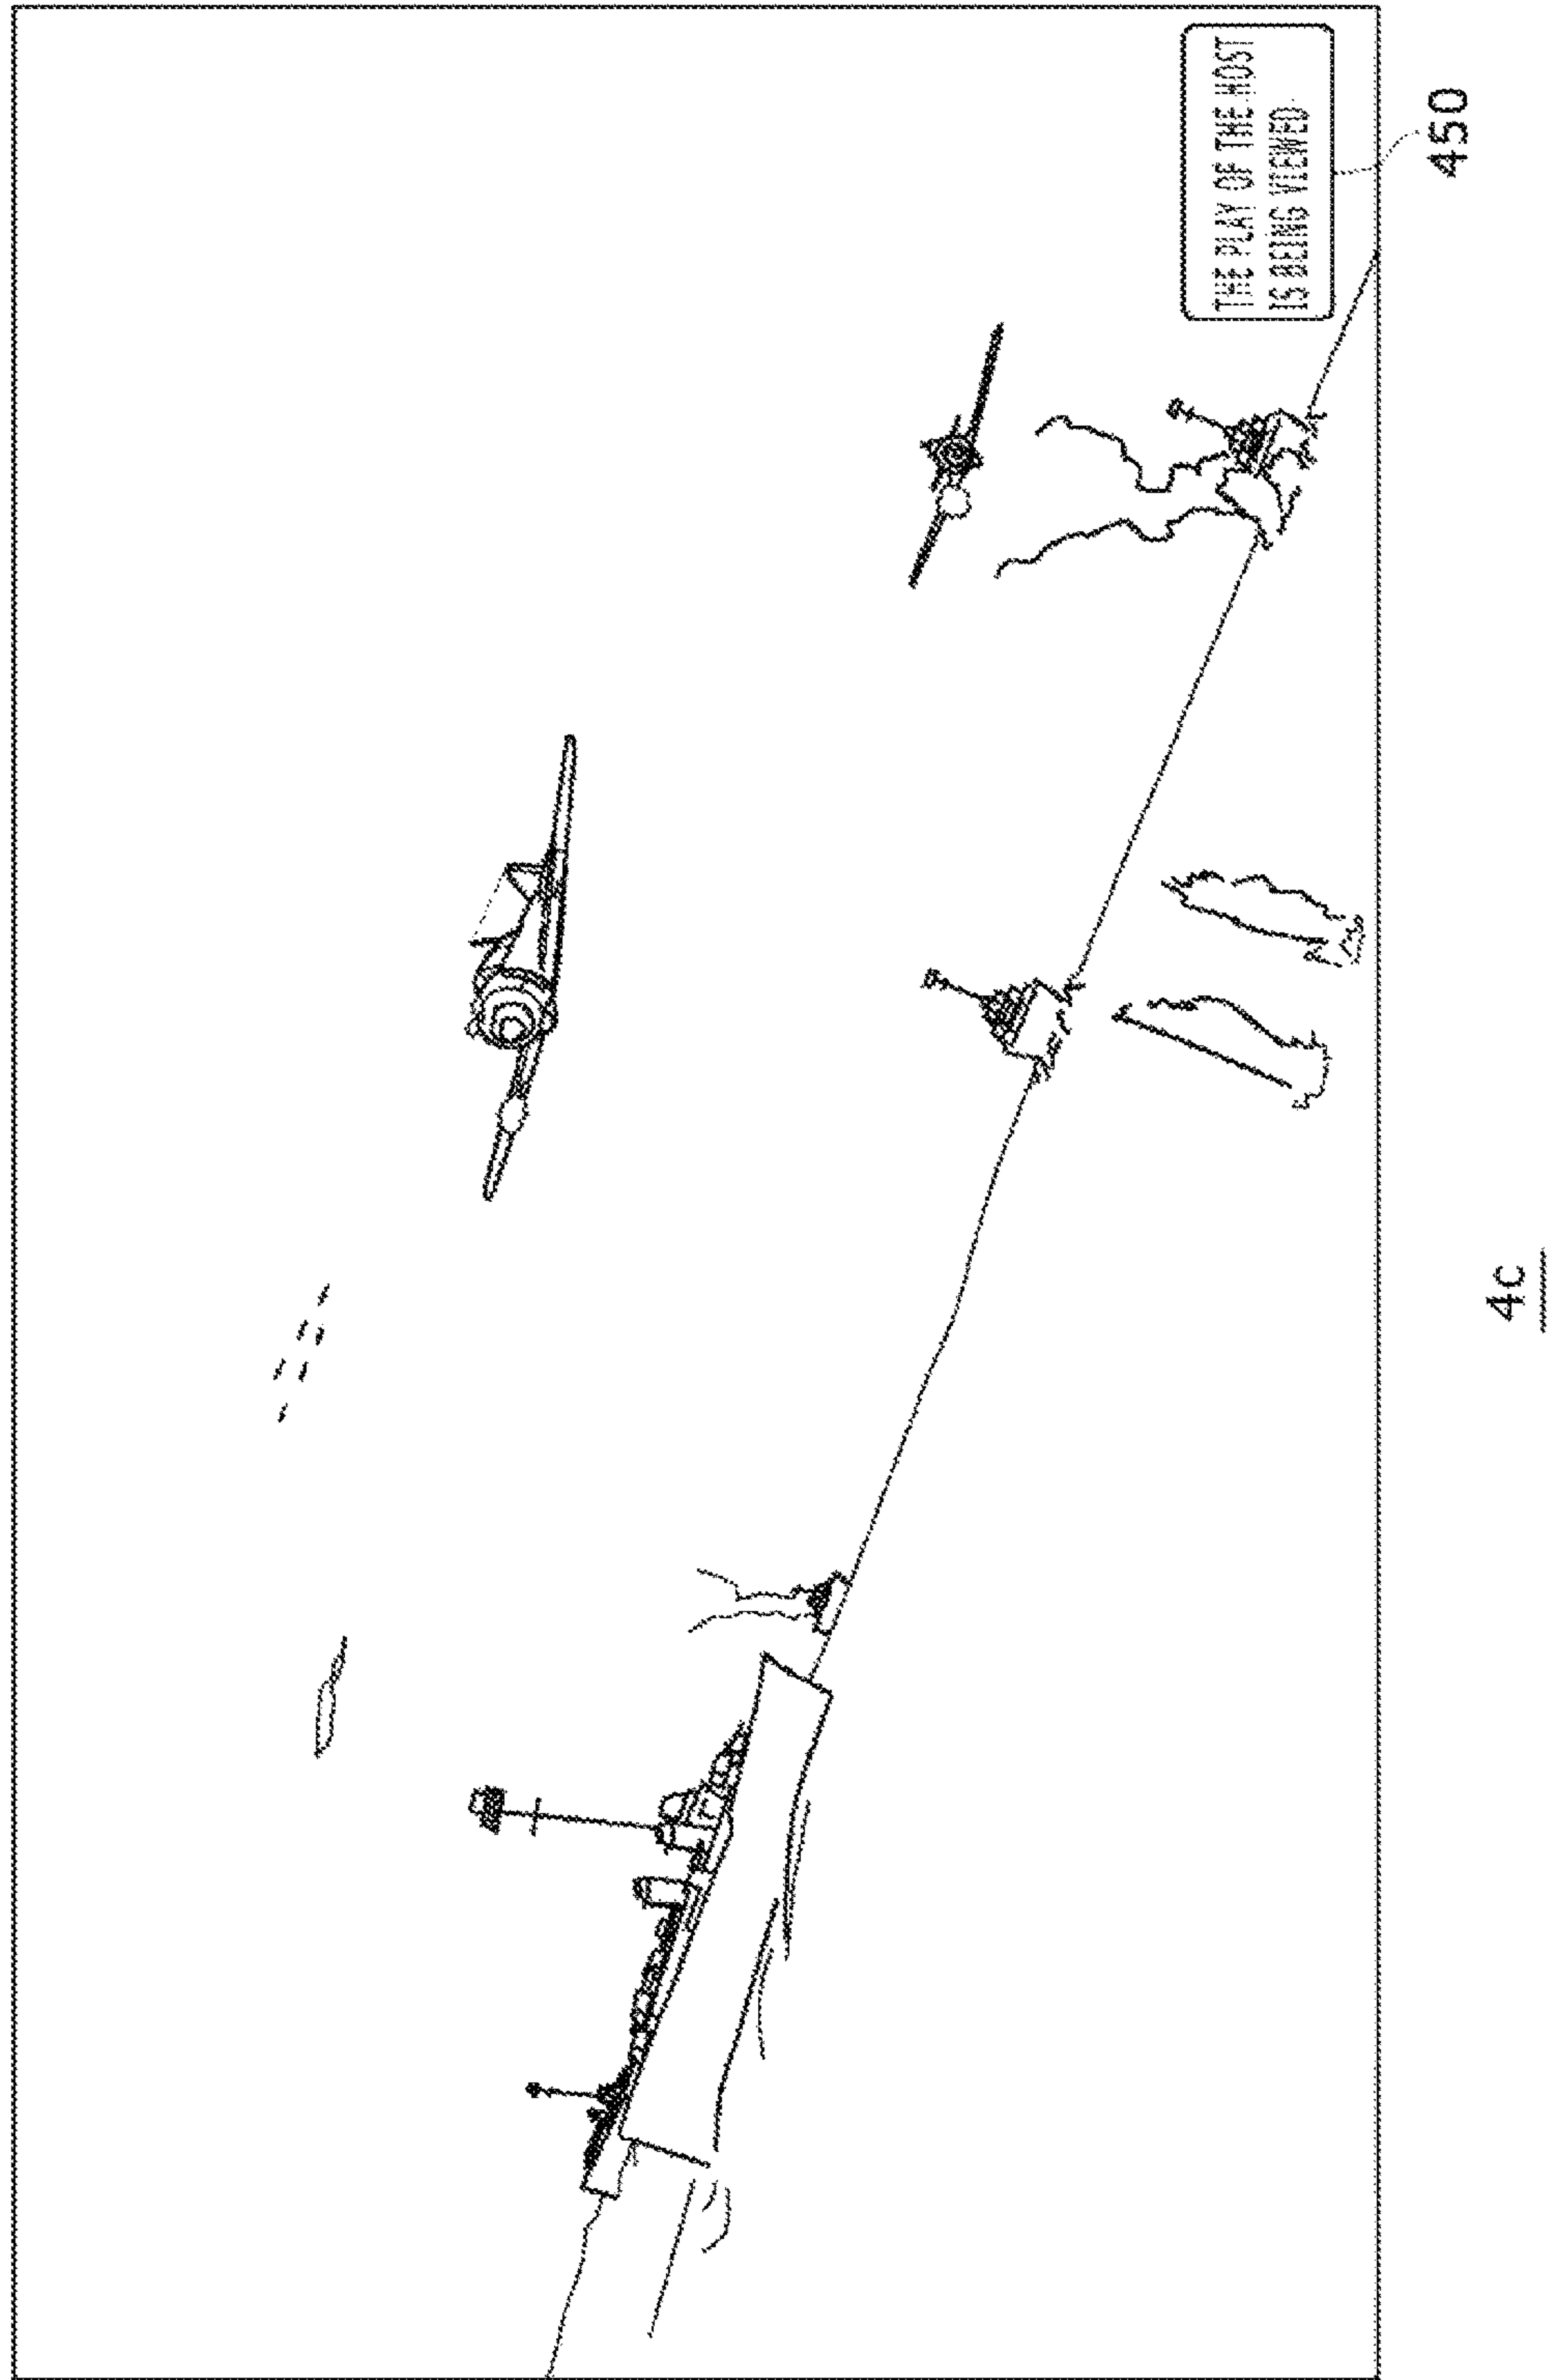 THE PLAY OF THE HOST
IS BEING VIEWED
450
4c